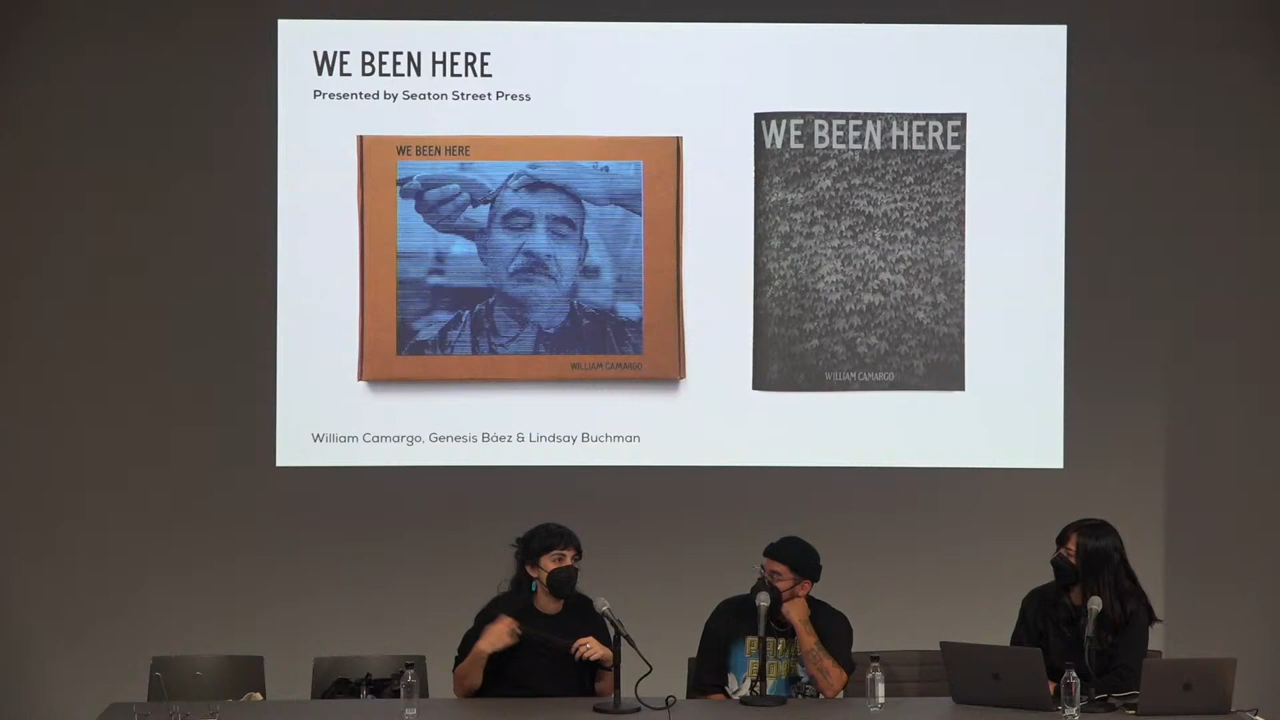 WE BEEN HERE
Presented by Seaton Street Press
WE BEEN HERE
WILLIAM CAMARGO
WE BEEN HERE
WILLIAM CAMARGO
William Camargo, Genesis Báez & Lindsay Buchman